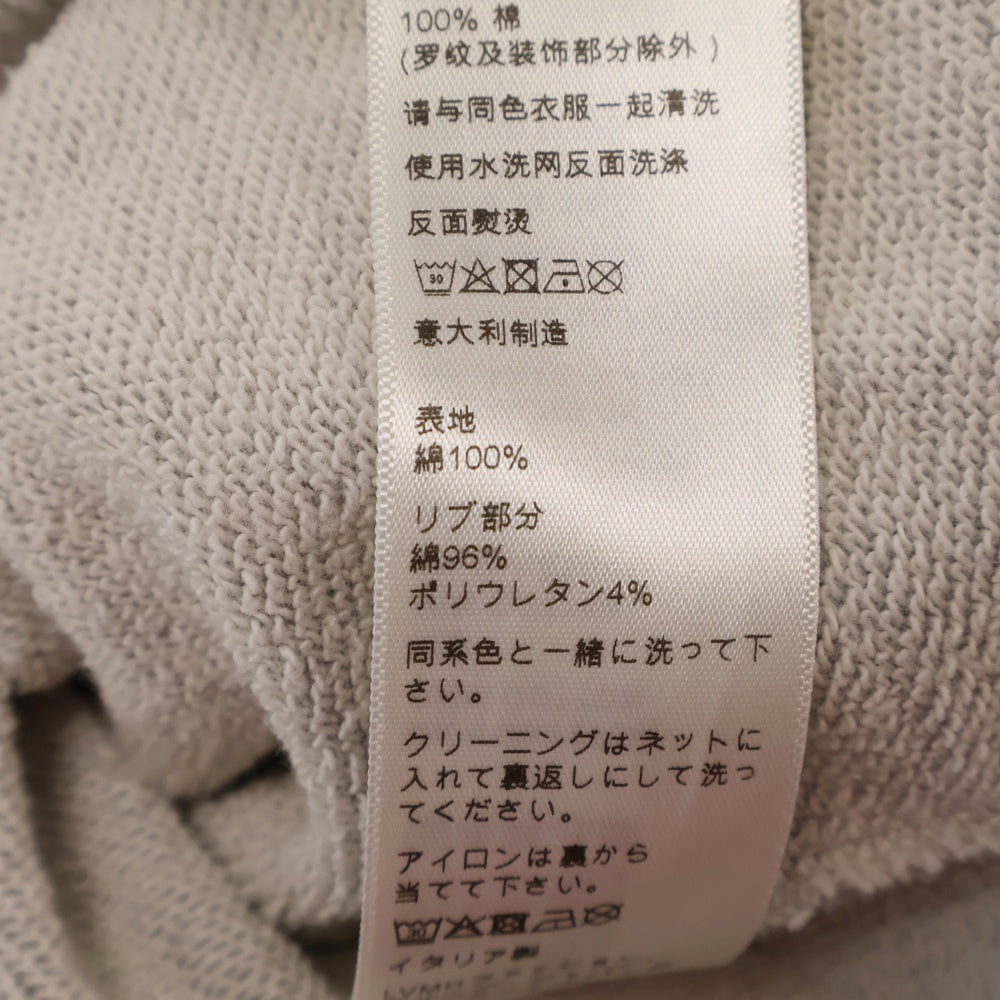 100% 棉
(罗纹及装饰部分除外 )
请与同色衣服一起清洗
使用水洗网反面洗涤
反面熨烫
30
意大利制造
表地
綿100%
リブ部分
綿96%
ポリウレタン4%
同系色と一緒に洗って下
さい。
クリーニングはネットに
入れて裏返しにして洗っ
てください。
アイロンは裏から
当てて下さい。
30
イタリア製
LVMH